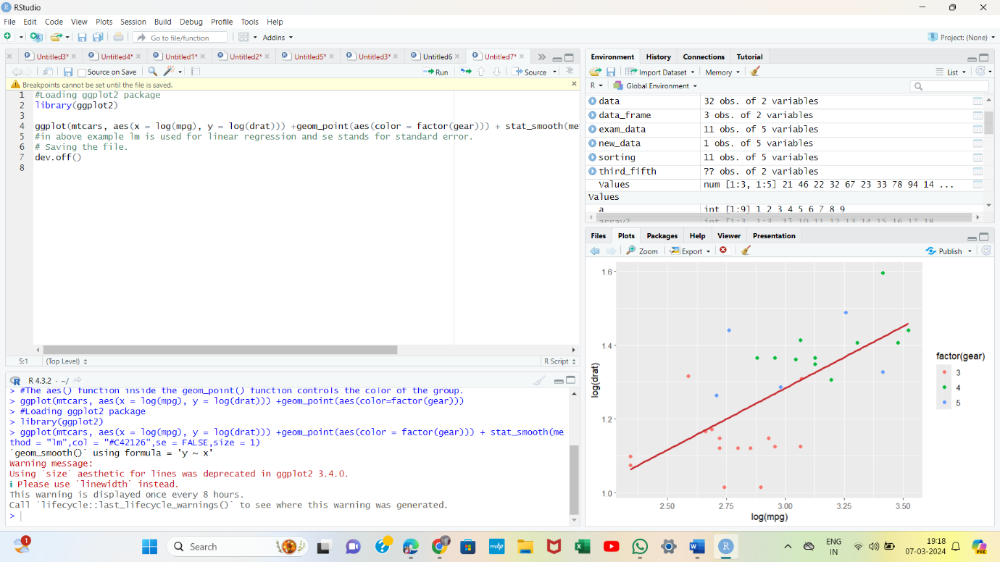 RStudio
File Edit Code View Plots Session Build Debug Profile Tools Help
Go to file/function Addins Project: (None)
Untitled3* Untitled4* Untitled1* Untitled2* Untitled5* Untitled3* Untitled6 Untitled7*
Source on Save Run Source
Breakpoints cannot be set until the file is saved.
1 #Loading ggplot2 package
2 library(ggplot2)
3
4 ggplot(mtcars, aes(x = log(mpg), y = log(drat))) +geom_point(aes(color = factor(gear))) + stat_smooth(me
5 #in above example lm is used for linear regression and se stands for standard error.
6 # Saving the file.
7 dev.off()
8
5:1 (Top Level) R Script
R 4.3.2 · ~/
> #The aes() function inside the geom_point() function controls the color of the group.
> ggplot(mtcars, aes(x = log(mpg), y = log(drat))) +geom_point(aes(color=factor(gear)))
> #Loading ggplot2 package
> library(ggplot2)
> ggplot(mtcars, aes(x = log(mpg), y = log(drat))) +geom_point(aes(color = factor(gear))) + stat_smooth(me
thod = "lm",col = "#C42126",se = FALSE,size = 1)
`geom_smooth()` using formula = 'y ~ x'
Warning message:
Using `size` aesthetic for lines was deprecated in ggplot2 3.4.0.
ℹ Please use `linewidth` instead.
This warning is displayed once every 8 hours.
Call `lifecycle::last_lifecycle_warnings()` to see where this warning was generated.
>
Environment History Connections Tutorial
Import Dataset Memory List
R Global Environment
data 32 obs. of 2 variables
data_frame 3 obs. of 2 variables
exam_data 11 obs. of 5 variables
new_data 1 obs. of 5 variables
sorting 11 obs. of 5 variables
third_fifth ?? obs. of 2 variables
Values num [1:3, 1:5] 21 46 22 32 67 23 33 78 94 14 ...
Values
a int [1:9] 1 2 3 4 5 6 7 8 9
array2 int [1:3, 1:3, 1] 10 11 12 13 14 15 16 17 18
Files Plots Packages Help Viewer Presentation
Zoom Export Publish
1.6
1.4
1.2
1.0
log(drat)
2.50 2.75 3.00 3.25 3.50
log(mpg)
factor(gear)
3
4
5
1 Search ENG IN 19:18 07-03-2024 PRE